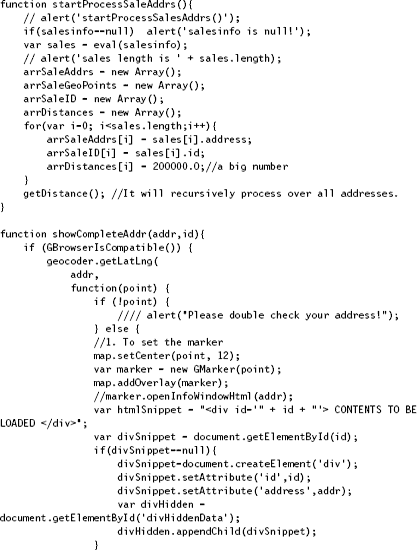 function startProcessSaleAddrs(){
// alert('startProcessSalesAddrs()');
if(salesinfo==null) alert('salesinfo is null!');
var sales = eval(salesinfo);
// alert('sales length is ' + sales.length);
arrSaleAddrs = new Array();
arrSaleGeoPoints = new Array();
arrSaleID = new Array();
arrDistances = new Array();
for(var i=0; i<sales.length;i++){
arrSaleAddrs[i] = sales[i].address;
arrSaleID[i] = sales[i].id;
arrDistances[i] = 200000.0;//a big number
}
getDistance(); //It will recursively process over all addresses.
}
function showCompleteAddr(addr,id){
if (GBrowserIsCompatible()) {
geocoder.getLatLng(
addr,
function(point) {
if (!point) {
//// alert("Please double check your address!");
} else {
//1. To set the marker
map.setCenter(point, 12);
var marker = new GMarker(point);
map.addOverlay(marker);
//marker.openInfoWindowHtml(addr);
var htmlSnippet = "<div id='" + id + "'> CONTENTS TO BE
LOADED </div>";
var divSnippet = document.getElementById(id);
if(divSnippet==null){
divSnippet=document.createElement('div');
divSnippet.setAttribute('id',id);
divSnippet.setAttribute('address',addr);
var divHidden =
document.getElementById('divHiddenData');
divHidden.appendChild(divSnippet);
}